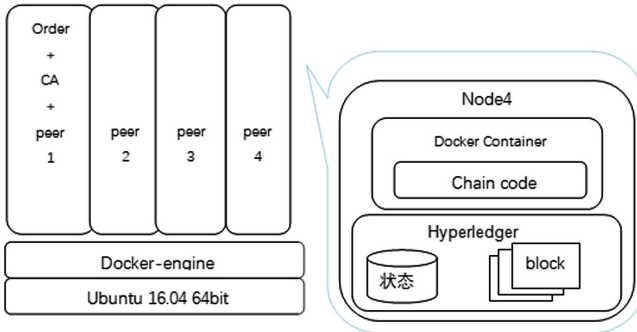 Order
+
CA
+
peer
1
peer
2
peer
3
peer
4
Docker-engine
Ubuntu 16.04 64bit
Node4
Docker Container
Chain code
Hyperledger
状态
block